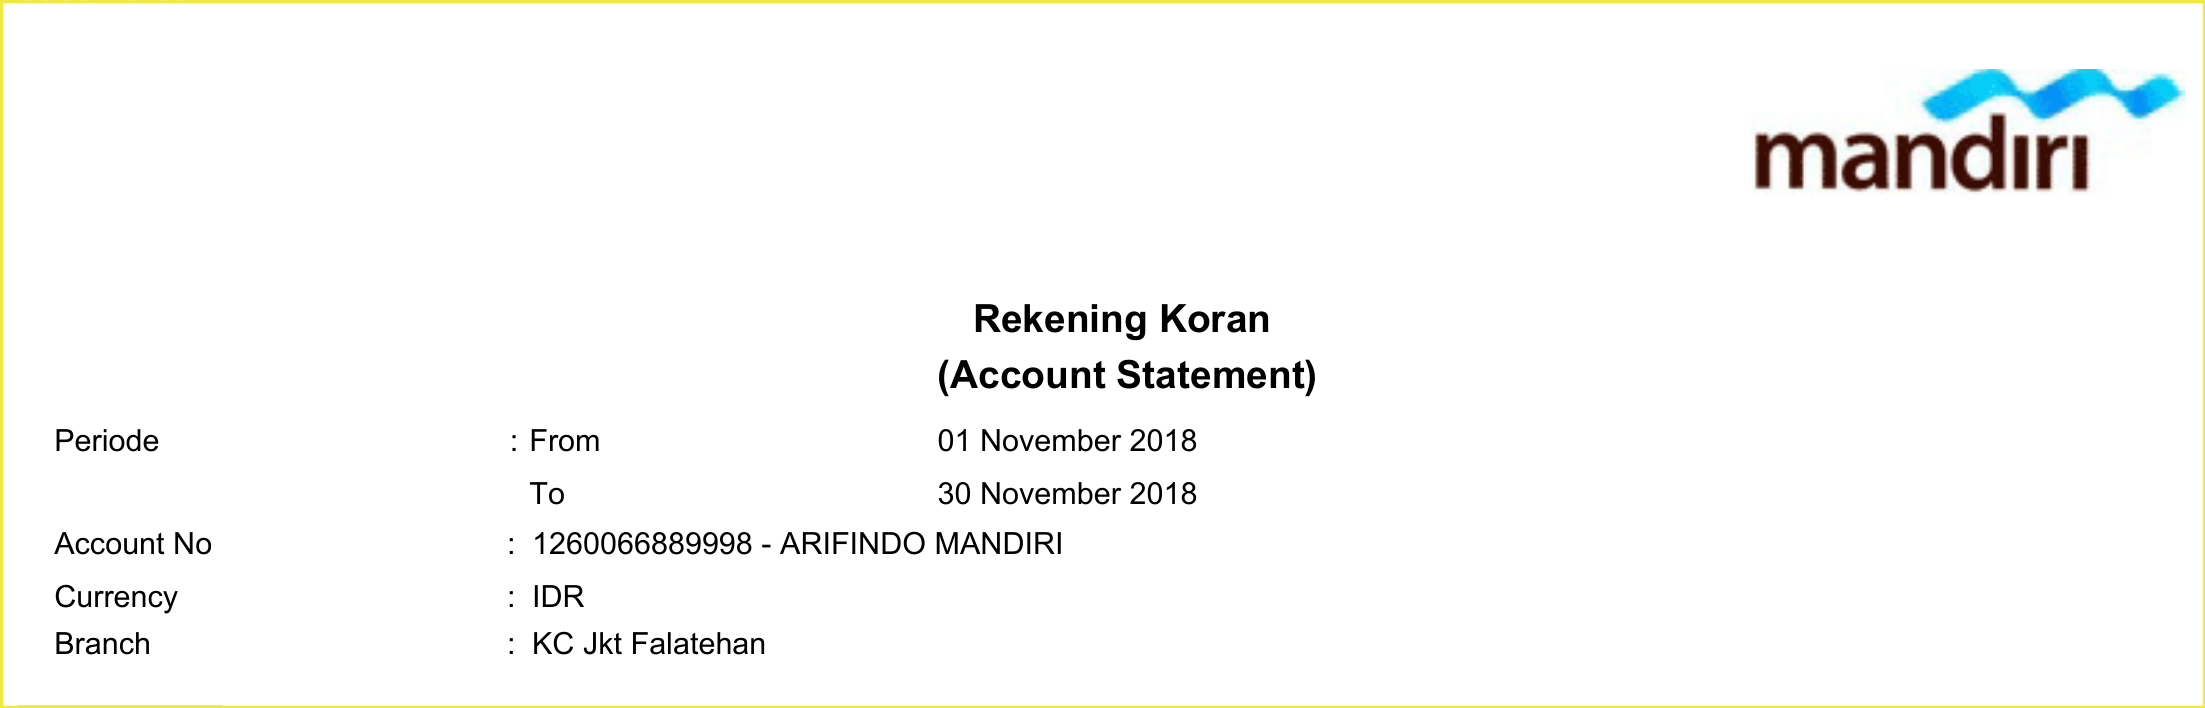 mandiri
Rekening Koran
(Account Statement)
Periode : From 01 November 2018
To 30 November 2018
Account No : 1260066889998 - ARIFINDO MANDIRI
Currency : IDR
Branch : KC Jkt Falatehan